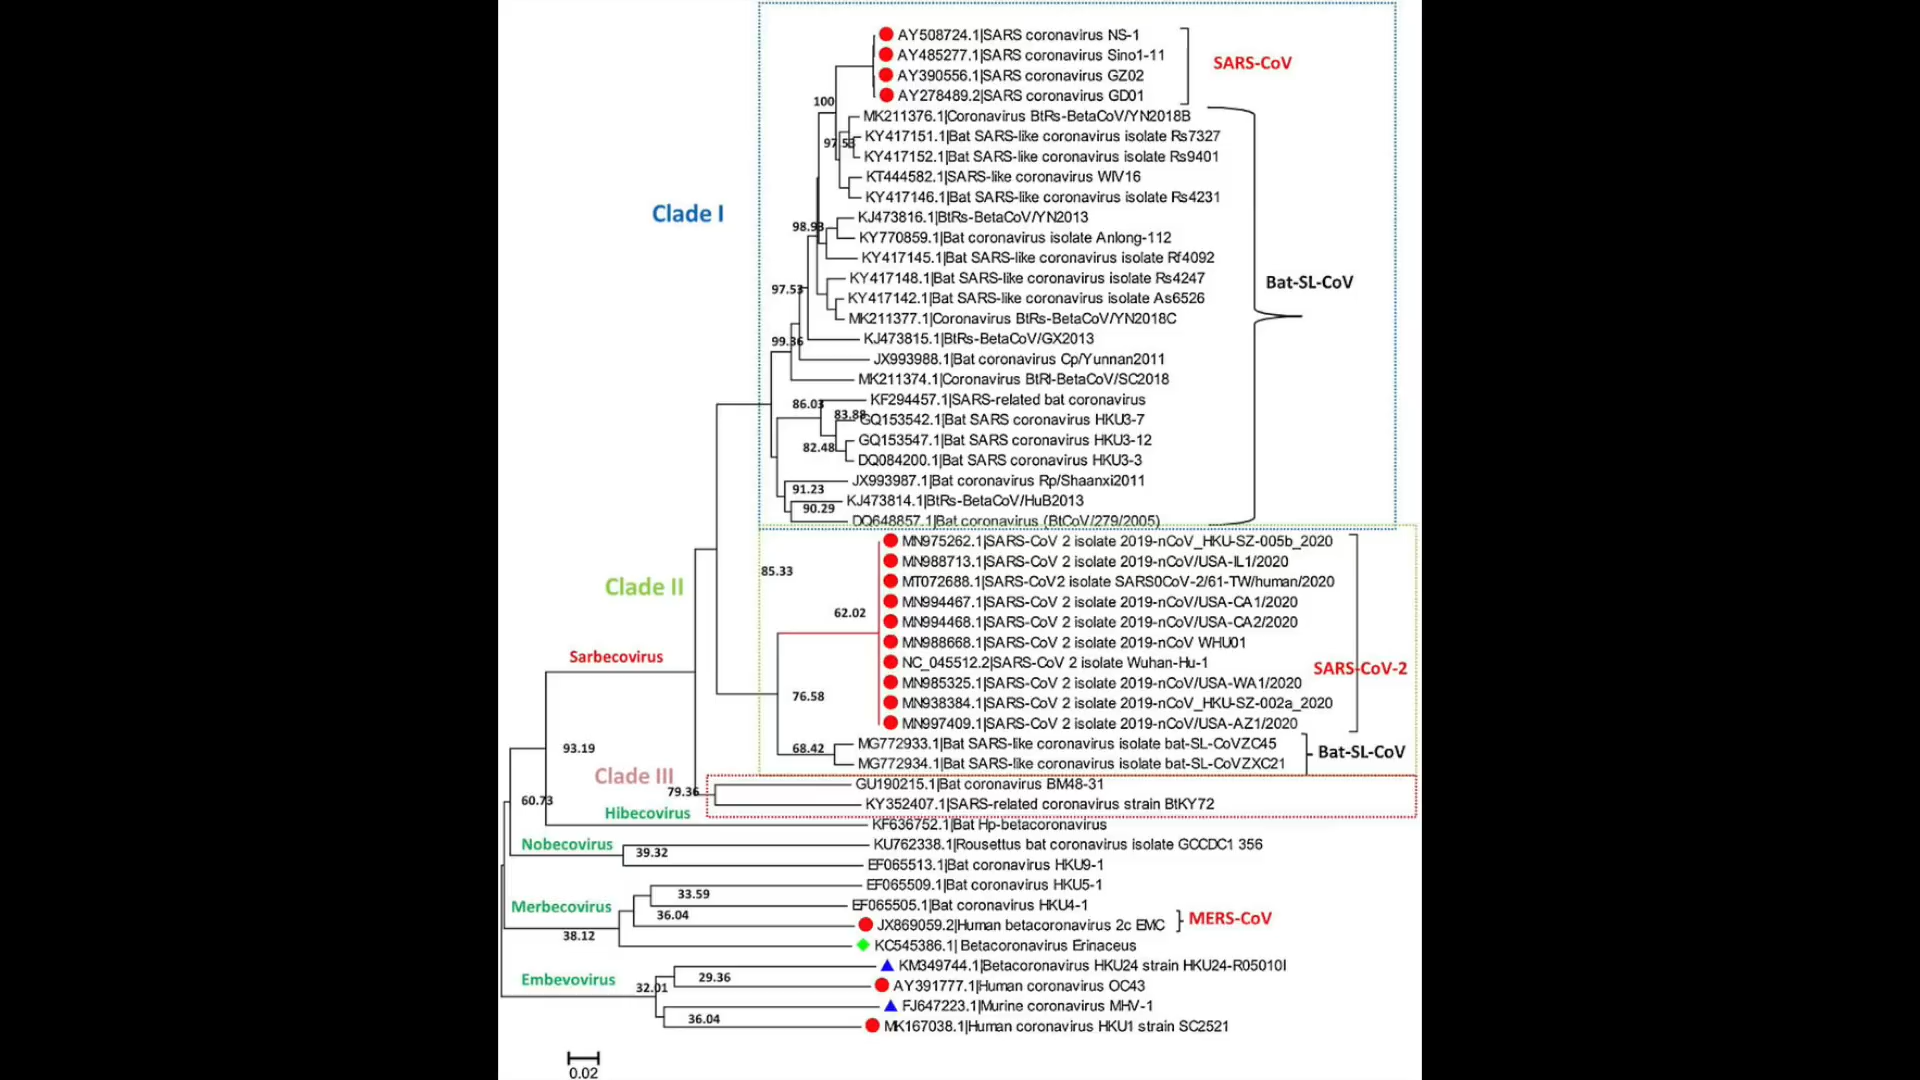 AY508724.1|SARS coronavirus NS-1
AY485277.1|SARS coronavirus Sino1-11
SARS-CoV
AY390556.1|SARS coronavirus GZ02
AY278489.2|SARS coronavirus GD01
100
MK211376.1|Coronavirus BtRs-BetaCoV/YN2018B
KY417151.1|Bat SARS-like coronavirus isolate Rs7327
97.53
KY417152.1|Bat SARS-like coronavirus isolate Rs9401
KT444582.1|SARS-like coronavirus WIV16
KY417146.1|Bat SARS-like coronavirus isolate Rs4231
Clade I
KJ473816.1|BtRs-BetaCoV/YN2013
98.93
KY770859.1|Bat coronavirus isolate Anlong-112
KY417145.1|Bat SARS-like coronavirus isolate Rf4092
KY417148.1|Bat SARS-like coronavirus isolate Rs4247
Bat-SL-CoV
97.53
KY417142.1|Bat SARS-like coronavirus isolate As6526
MK211377.1|Coronavirus BtRs-BetaCoV/YN2018C
KJ473815.1|BtRs-BetaCoV/GX2013
99.36
JX993988.1|Bat coronavirus Cp/Yunnan2011
MK211374.1|Coronavirus BtRl-BetaCoV/SC2018
KF294457.1|SARS-related bat coronavirus
86.03
83.88
GQ153542.1|Bat SARS coronavirus HKU3-7
GQ153547.1|Bat SARS coronavirus HKU3-12
82.48
DQ084200.1|Bat SARS coronavirus HKU3-3
JX993987.1|Bat coronavirus Rp/Shaanxi2011
91.23
KJ473814.1|BtRs-BetaCoV/HuB2013
90.29
DQ648857.1|Bat coronavirus (BtCoV/279/2005)
MN975262.1|SARS-CoV 2 isolate 2019-nCoV_HKU-SZ-005b_2020
MN988713.1|SARS-CoV 2 isolate 2019-nCoV/USA-IL1/2020
85.33
MT072688.1|SARS-CoV2 isolate SARS0CoV-2/61-TW/human/2020
Clade II
MN994467.1|SARS-CoV 2 isolate 2019-nCoV/USA-CA1/2020
62.02
MN994468.1|SARS-CoV 2 isolate 2019-nCoV/USA-CA2/2020
MN988668.1|SARS-CoV 2 isolate 2019-nCoV WHU01
Sarbecovirus
NC_045512.2|SARS-CoV 2 isolate Wuhan-Hu-1
SARS-CoV-2
MN985325.1|SARS-CoV 2 isolate 2019-nCoV/USA-WA1/2020
76.58
MN938384.1|SARS-CoV 2 isolate 2019-nCoV_HKU-SZ-002a_2020
MN997409.1|SARS-CoV 2 isolate 2019-nCoV/USA-AZ1/2020
93.19
68.42
MG772933.1|Bat SARS-like coronavirus isolate bat-SL-CoVZC45
Bat-SL-CoV
MG772934.1|Bat SARS-like coronavirus isolate bat-SL-CoVZXC21
Clade III
GU190215.1|Bat coronavirus BM48-31
79.36
60.73
KY352407.1|SARS-related coronavirus strain BtKY72
Hibecovirus
KF636752.1|Bat Hp-betacoronavirus
Nobecovirus
39.32
KU762338.1|Rousettus bat coronavirus isolate GCCDC1 356
EF065513.1|Bat coronavirus HKU9-1
EF065509.1|Bat coronavirus HKU5-1
33.59
Merbecovirus
EF065505.1|Bat coronavirus HKU4-1
36.04
JX869059.2|Human betacoronavirus 2c EMC
MERS-CoV
38.12
KC545386.1| Betacoronavirus Erinaceus
KM349744.1|Betacoronavirus HKU24 strain HKU24-R05010I
Embevovirus
29.36
32.01
AY391777.1|Human coronavirus OC43
FJ647223.1|Murine coronavirus MHV-1
36.04
MK167038.1|Human coronavirus HKU1 strain SC2521
0.02